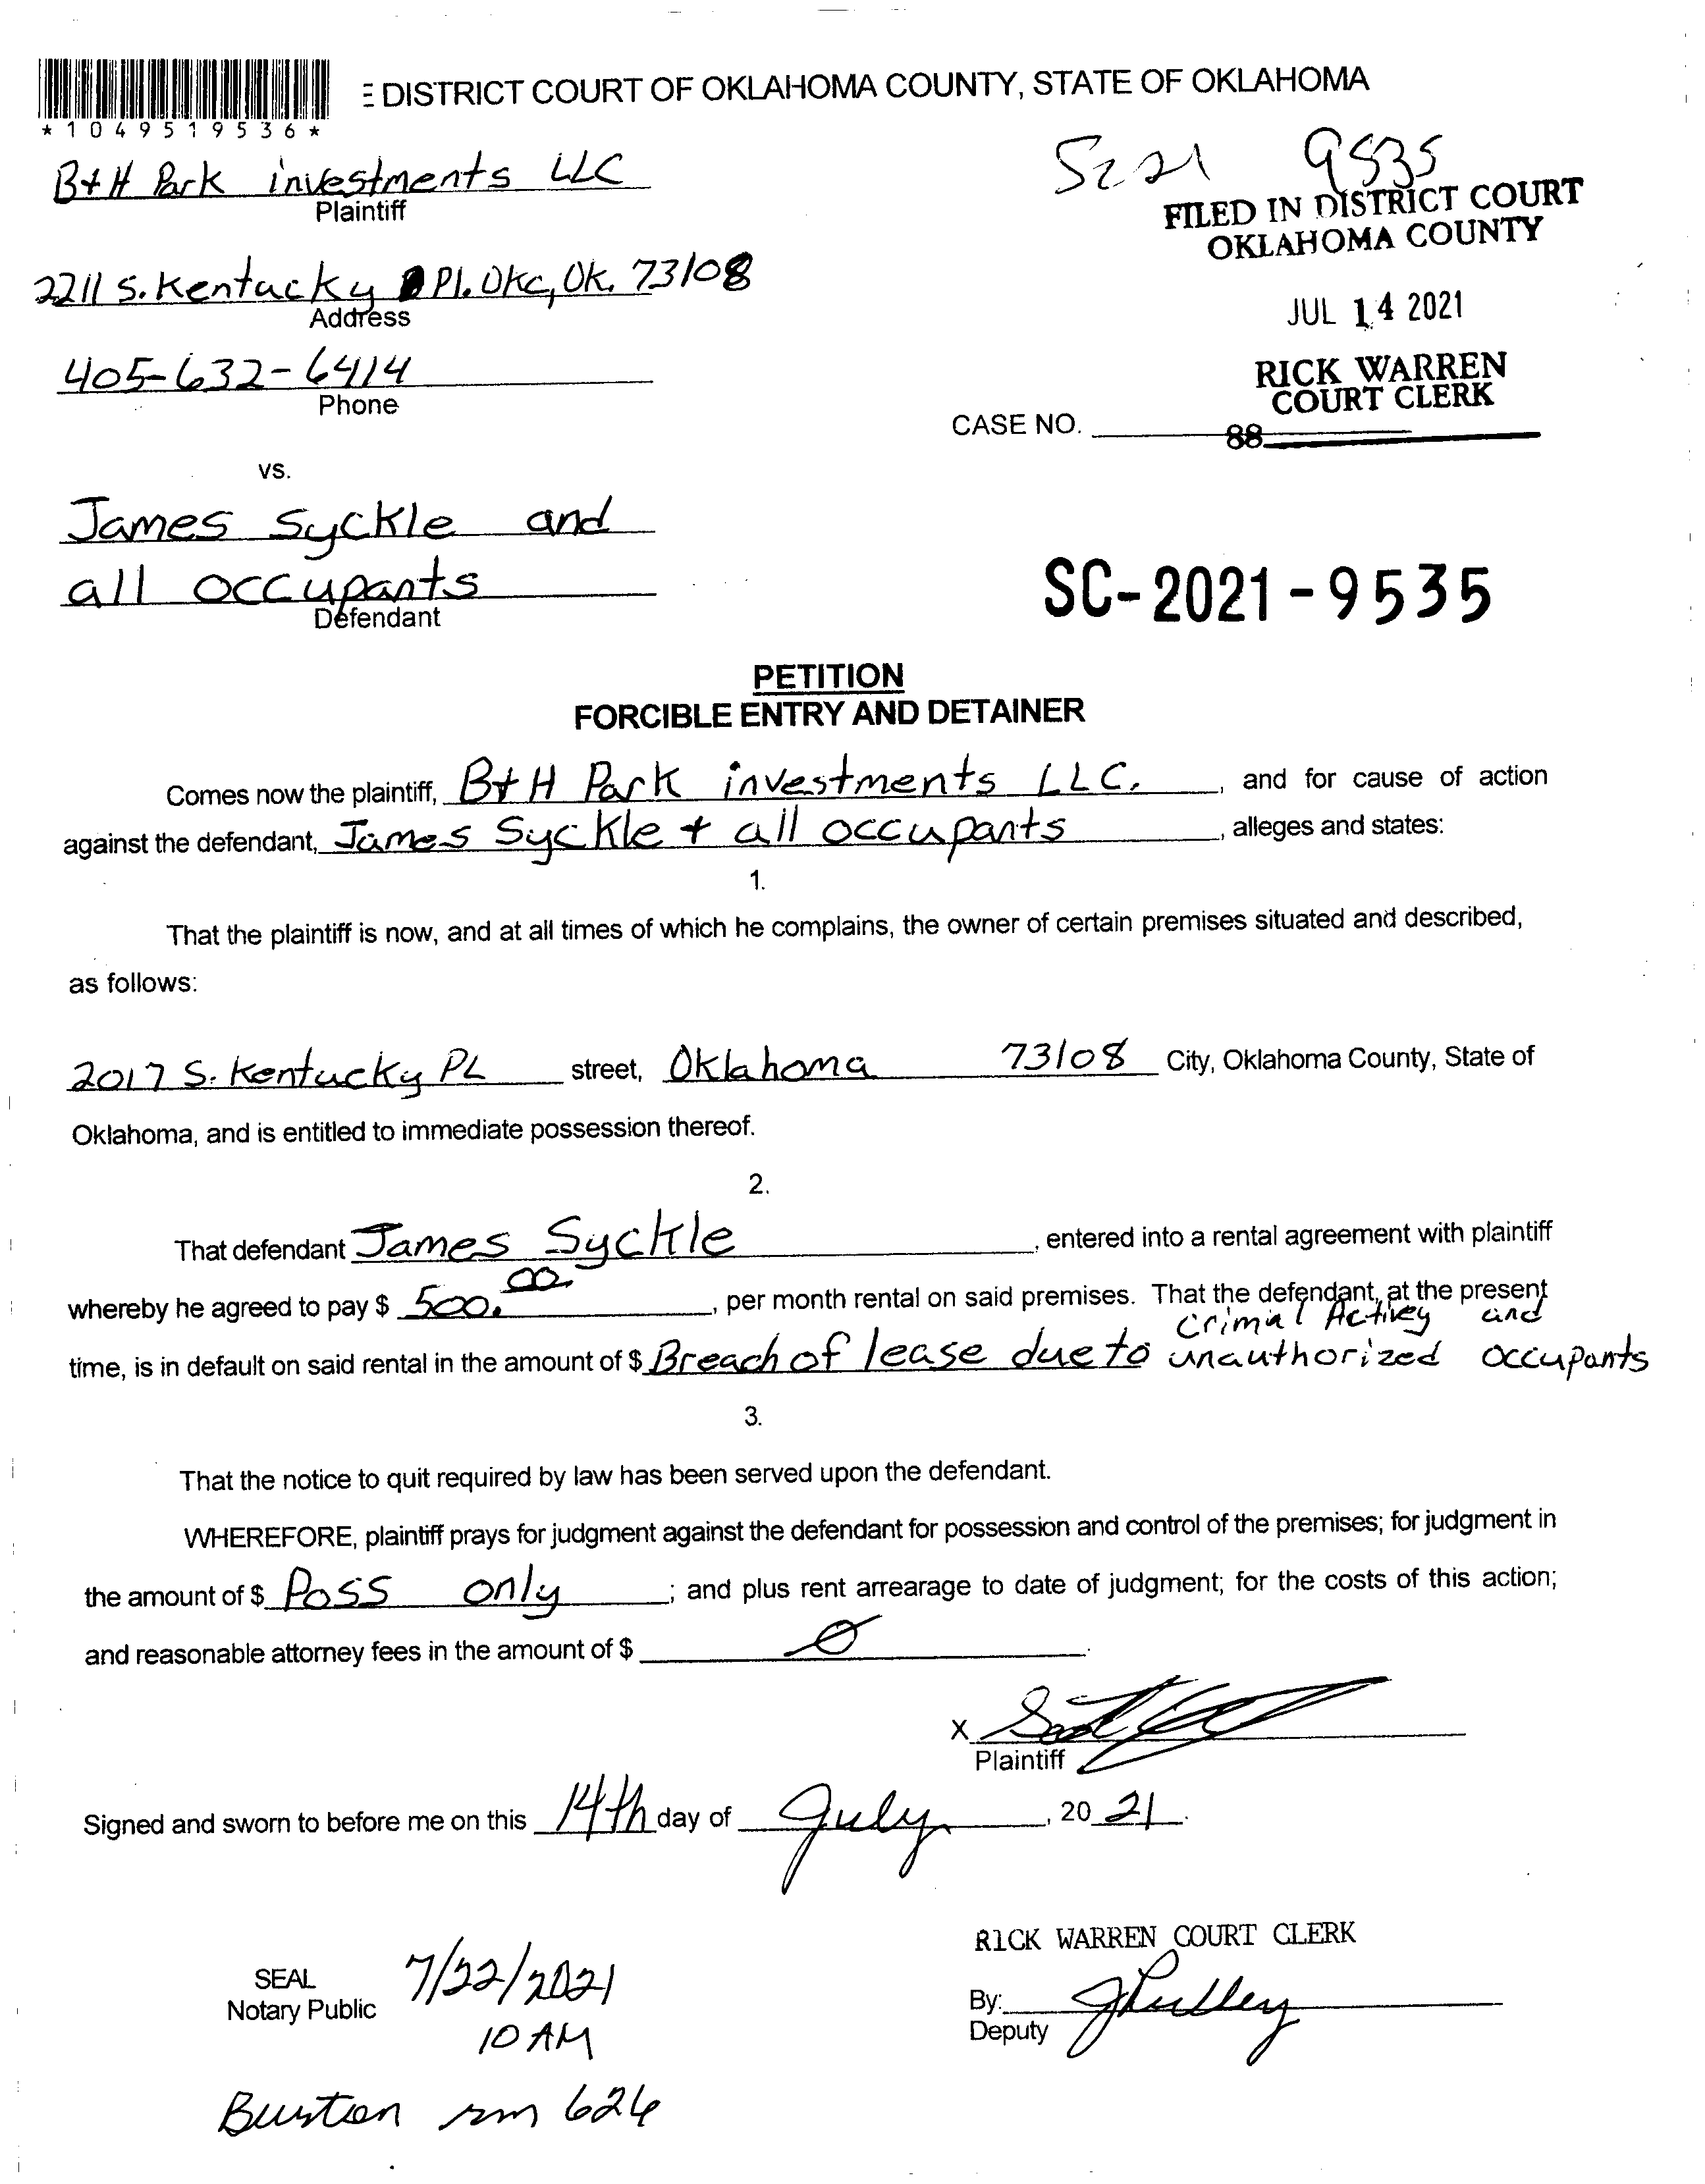 DISTRICT COURT OF OKLAHOMA COUNTY, STATE OF OKLAHOMA
*1049519536*
B+H Park investments LLC
Plaintiff
SC 21 9535
FILED IN DISTRICT COURT
OKLAHOMA COUNTY
2211 S. Kentucky Pl. Okc, Ok. 73108
Address
JUL 14 2021
405-632-6414
Phone
RICK WARREN
COURT CLERK
CASE NO.
88
vs.
James Syckle and
all occupants
Defendant
SC-2021-9535
PETITION
FORCIBLE ENTRY AND DETAINER
Comes now the plaintiff, B+H Park investments LLC., and for cause of action
against the defendant, James Syckle + all occupants, alleges and states:
1.
That the plaintiff is now, and at all times of which he complains, the owner of certain premises situated and described,
as follows:
2017 S. Kentucky PL street, Oklahoma 73108 City, Oklahoma County, State of
Oklahoma, and is entitled to immediate possession thereof.
2.
That defendant James Syckle, entered into a rental agreement with plaintiff
whereby he agreed to pay $ 500.00, per month rental on said premises. That the defendant, at the present
Crimial Activey and
time, is in default on said rental in the amount of $ Breach of lease due to unauthorized occupants
3.
That the notice to quit required by law has been served upon the defendant.
WHEREFORE, plaintiff prays for judgment against the defendant for possession and control of the premises; for judgment in
the amount of $ Poss only; and plus rent arrearage to date of judgment; for the costs of this action;
and reasonable attorney fees in the amount of $ 0.
X
Plaintiff
Signed and sworn to before me on this 14th day of July, 20 21.
RICK WARREN COURT CLERK
SEAL
Notary Public
7/22/2021
10 AM
By:
Deputy
rm 626